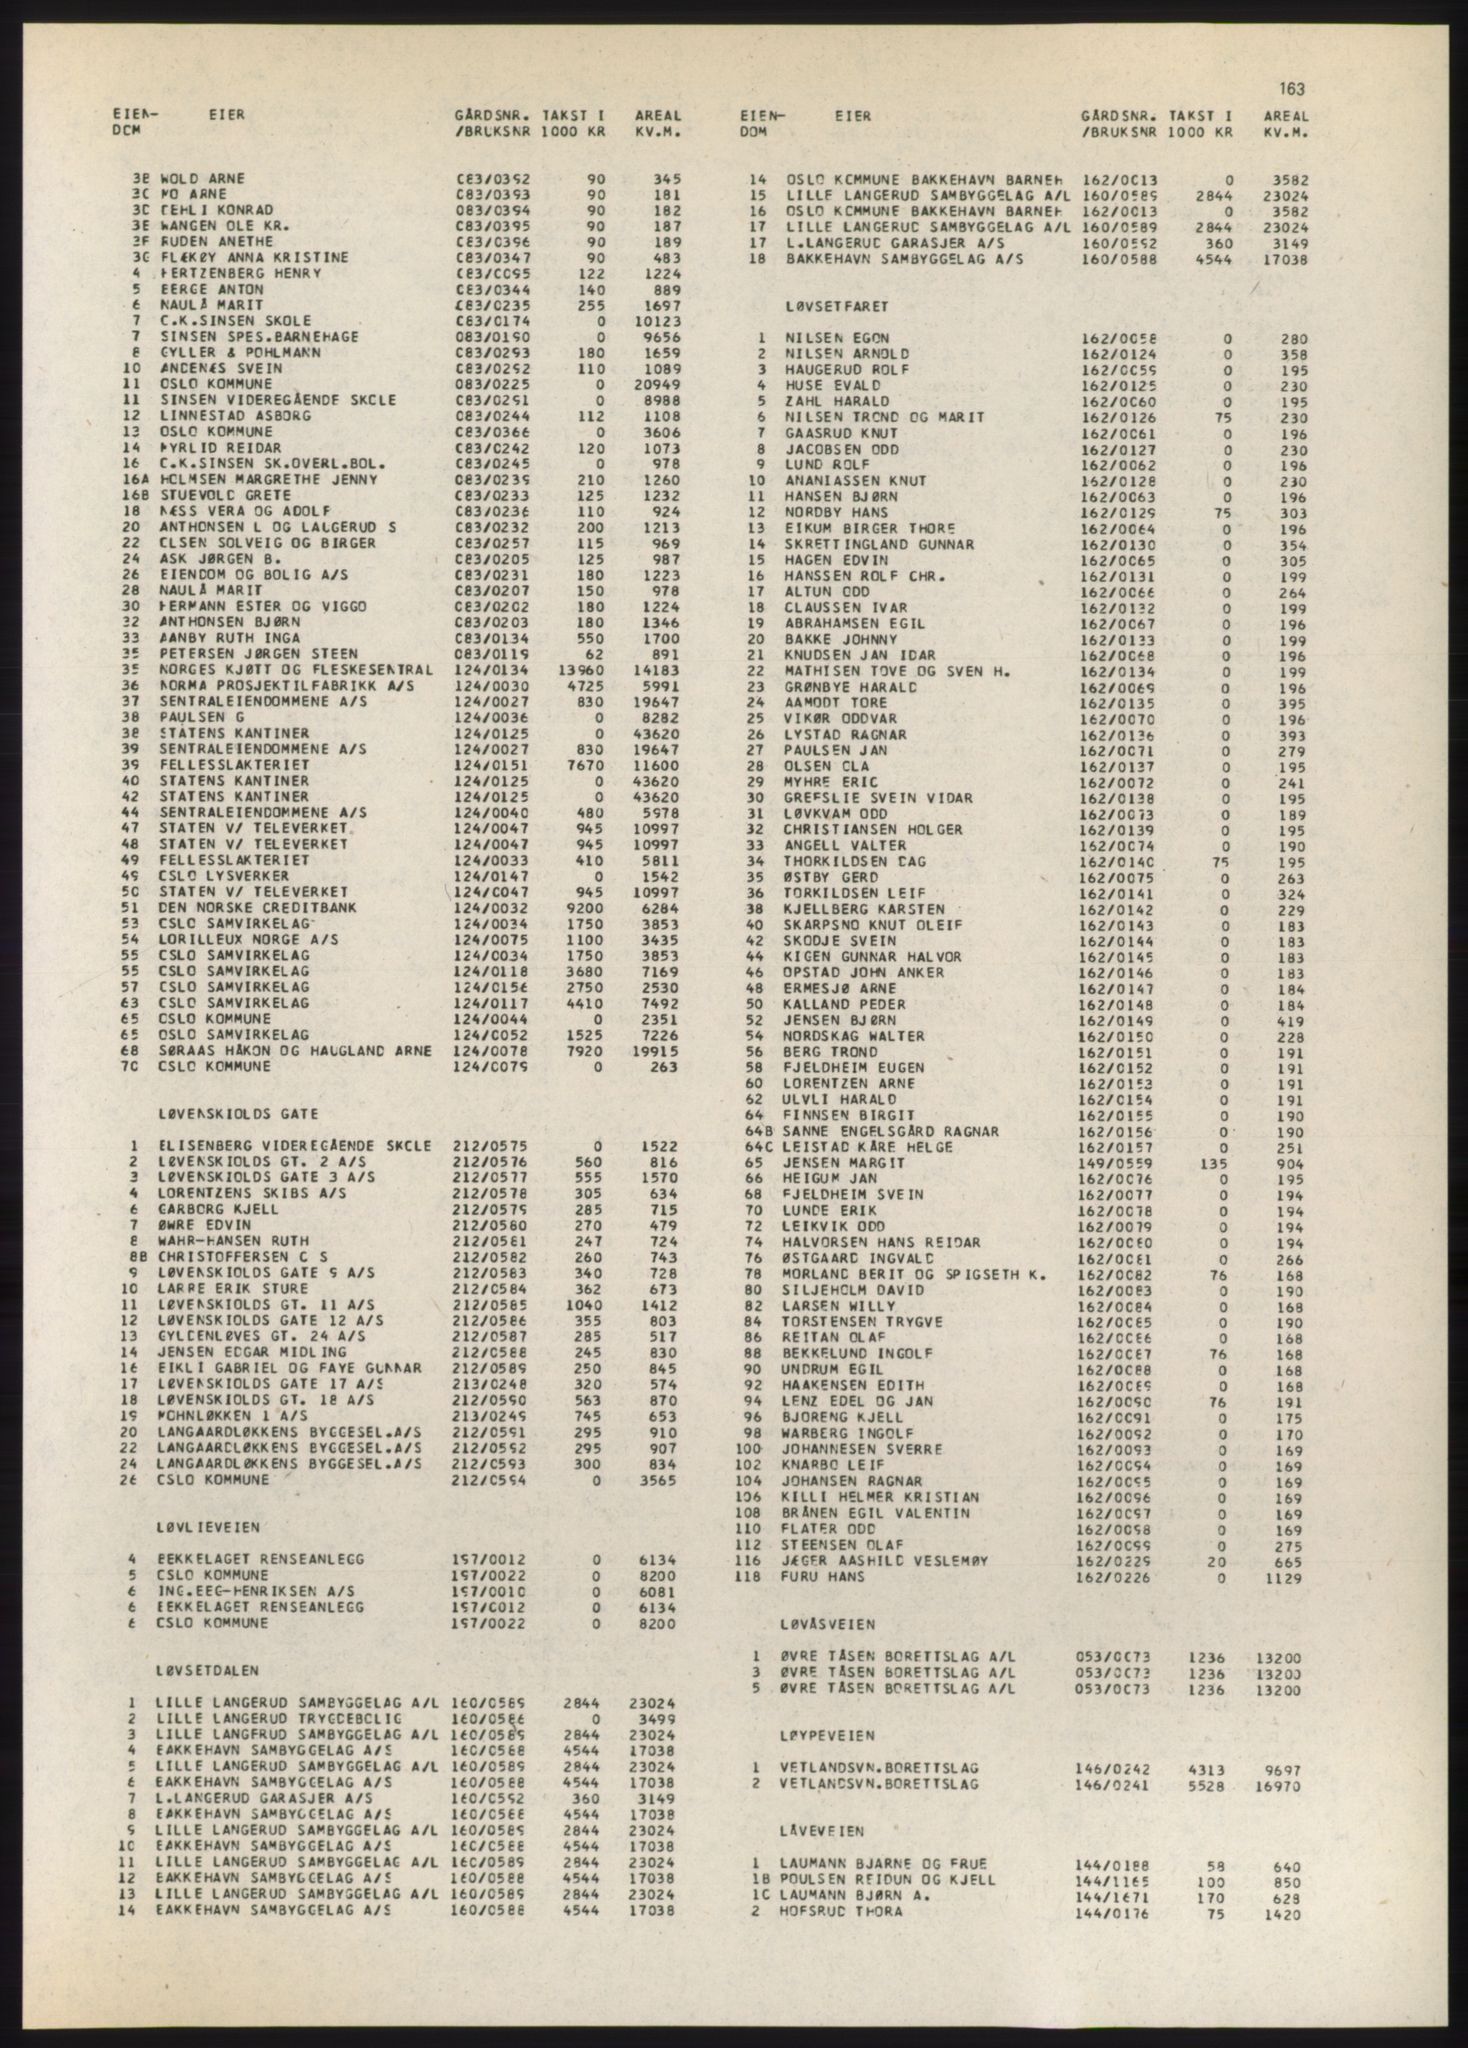 163
EIEN- EIER GÅRDSNR. TAKST I AREAL
DCM /BRUKSNR 1000 KR KV.M.
3B WOLD ARNE C83/0392 90 345
3C MO ARNE C83/0393 90 181
3D DEHLI KONRAD 083/0394 90 182
3E WANGEN OLE KR. C83/0395 90 187
3F RUDEN ANETHE C83/0396 90 189
3G FLÆKØY ANNA KRISTINE C83/0347 90 483
4 HERTZENBERG HENRY C83/0095 122 1224
5 BERGE ANTON C83/0344 140 889
6 NAULÅ MARIT C83/0235 255 1697
7 C.K.SINSEN SKOLE C83/0174 0 10123
7 SINSEN SPES.BARNEHAGE 083/0190 0 9656
8 GYLLER & POHLMANN C83/0293 180 1659
10 ANDENÆS SVEIN C83/0292 110 1089
11 OSLO KOMMUNE 083/0225 0 20949
11 SINSEN VIDEREGÅENDE SKCLE C83/0291 0 8988
12 LINNESTAD ASBORG 083/0244 112 1108
13 OSLO KOMMUNE C83/0366 0 3606
14 MYRLID REIDAR C83/0242 120 1073
16 C.K.SINSEN SK.OVERL.BOL. C83/0245 0 978
16A HOLMSEN MARGRETHE JENNY 083/0239 210 1260
16B STUEVOLD GRETE C83/0233 125 1232
18 NÆSS VERA OG ADOLF C83/0236 110 924
20 ANTHONSEN L OG LALGERUD S C83/0232 200 1213
22 CLSEN SOLVEIG OG BIRGER C83/0257 115 969
24 ASK JØRGEN B. C83/0205 125 987
26 EIENDOM OG BOLIG A/S C83/0231 180 1223
28 NAULÅ MARIT C83/0207 150 978
30 HERMANN ESTER OG VIGGO C83/0202 180 1224
32 ANTHONSEN BJØRN C83/0203 180 1346
33 AANBY RUTH INGA C83/0134 550 1700
35 PETERSEN JØRGEN STEEN 083/0119 62 891
35 NORGES KJØTT OG FLESKESENTRAL 124/0134 13960 14183
36 NORMA PROSJEKTILFABRIKK A/S 124/0030 4725 5991
37 SENTRALEIENDOMMENE A/S 124/0027 830 19647
38 PAULSEN G 124/0036 0 8282
38 STATENS KANTINER 124/0125 0 43620
39 SENTRALEIENDOMMENE A/S 124/0027 830 19647
39 FELLESSLAKTERIET 124/0151 7670 11600
40 STATENS KANTINER 124/0125 0 43620
42 STATENS KANTINER 124/0125 0 43620
44 SENTRALEIENDOMMENE A/S 124/0040 480 5978
47 STATEN V/ TELEVERKET 124/0047 945 10997
48 STATEN V/ TELEVERKET 124/0047 945 10997
49 FELLESSLAKTERIET 124/0033 410 5811
49 CSLO LYSVERKER 124/0147 0 1542
50 STATEN V/ TELEVERKET 124/0047 945 10997
51 DEN NORSKE CREDITBANK 124/0032 9200 6284
53 CSLO SAMVIRKELAG 124/0034 1750 3853
54 LORILLEUX NORGE A/S 124/0075 1100 3435
55 CSLO SAMVIRKELAG 124/0034 1750 3853
55 CSLO SAMVIRKELAG 124/0118 3680 7169
57 CSLO SAMVIRKELAG 124/0156 2750 2530
63 CSLO SAMVIRKELAG 124/0117 4410 7492
65 CSLO KOMMUNE 124/0044 0 2351
65 OSLO SAMVIRKELAG 124/0052 1525 7226
68 SØRAAS HÅKON OG HAUGLAND ARNE 124/0078 7920 19915
70 CSLO KOMMUNE 124/0079 0 263
LØVENSKIOLDS GATE
1 ELISENBERG VIDEREGÅENDE SKCLE 212/0575 0 1522
2 LØVENSKIOLDS GT. 2 A/S 212/0576 560 816
3 LØVENSKIOLDS GATE 3 A/S 212/0577 555 1570
4 LORENTZENS SKIBS A/S 212/0578 305 634
6 GARBORG KJELL 212/0579 285 715
7 ØWRE EDVIN 212/0580 270 479
8 WAHR-HANSEN RUTH 212/0581 247 724
8B CHRISTOFFERSEN C S 212/0582 260 743
9 LØVENSKIOLDS GATE 9 A/S 212/0583 340 728
10 LARRE ERIK STURE 212/0584 362 673
11 LØVENSKIOLDS GT. 11 A/S 212/0585 1040 1412
12 LØVENSKIOLDS GATE 12 A/S 212/0586 355 803
13 GYLDENLØVES GT. 24 A/S 212/0587 285 517
14 JENSEN EDGAR MIDLING 212/0588 245 830
16 EIKLI GABRIEL OG FAYE GUNNAR 212/0589 250 845
17 LØVENSKIOLDS GATE 17 A/S 213/0248 320 574
18 LØVENSKIOLDS GT. 18 A/S 212/0590 563 870
19 MOHNLØKKEN 1 A/S 213/0249 745 653
20 LANGAARDLØKKENS BYGGESEL.A/S 212/0591 295 910
22 LANGAARDLØKKENS BYGGESEL.A/S 212/0592 295 907
24 LANGAARDLØKKENS BYGGESEL.A/S 212/0593 300 834
26 CSLO KOMMUNE 212/0594 0 3565
LØVLIEVEIEN
4 BEKKELAGET RENSEANLEGG 197/0012 0 6134
5 CSLO KOMMUNE 197/0022 0 8200
6 ING.EEG-HENRIKSEN A/S 197/0010 0 6081
6 BEKKELAGET RENSEANLEGG 197/0012 0 6134
6 CSLO KOMMUNE 197/0022 0 8200
LØVSETDALEN
1 LILLE LANGERUD SAMBYGGELAG A/L 160/0589 2844 23024
2 LILLE LANGERUD TRYGDEBOLIG 160/0586 0 3499
3 LILLE LANGERUD SAMBYGGELAG A/L 160/0589 2844 23024
4 BAKKEHAVN SAMBYGGELAG A/S 160/0588 4544 17038
5 LILLE LANGERUD SAMBYGGELAG A/L 160/0589 2844 23024
6 BAKKEHAVN SAMBYGGELAG A/S 160/0588 4544 17038
7 L.LANGERUD GARASJER A/S 160/0592 360 3149
8 BAKKEHAVN SAMBYGGELAG A/S 160/0588 4544 17038
9 LILLE LANGERUD SAMBYGGELAG A/L 160/0589 2844 23024
10 BAKKEHAVN SAMBYGGELAG A/S 160/0588 4544 17038
11 LILLE LANGERUD SAMBYGGELAG A/L 160/0589 2844 23024
12 BAKKEHAVN SAMBYGGELAG A/S 160/0588 4544 17038
13 LILLE LANGERUD SAMBYGGELAG A/L 160/0589 2844 23024
14 BAKKEHAVN SAMBYGGELAG A/S 160/0588 4544 17038
EIEN- EIER GÅRDSNR. TAKST I AREAL
DOM /BRUKSNR 1000 KR KV.M.
14 OSLO KOMMUNE BAKKEHAVN BARNEH 162/0013 0 3582
15 LILLE LANGERUD SAMBYGGELAG A/L 160/0589 2844 23024
16 OSLO KOMMUNE BAKKEHAVN BARNEH 162/0013 0 3582
17 LILLE LANGERUD SAMBYGGELAG A/L 160/0589 2844 23024
17 L.LANGERUD GARASJER A/S 160/0592 360 3149
18 BAKKEHAVN SAMBYGGELAG A/S 160/0588 4544 17038
LØVSETFARET
1 NILSEN EGON 162/0058 0 280
2 NILSEN ARNOLD 162/0124 0 358
3 HAUGERUD ROLF 162/0059 0 195
4 HUSE EVALD 162/0125 0 230
5 ZAHL HARALD 162/0060 0 195
6 NILSEN TROND OG MARIT 162/0126 75 230
7 GAASRUD KNUT 162/0061 0 196
8 JACOBSEN ODD 162/0127 0 230
9 LUND ROLF 162/0062 0 196
10 ANANIASSEN KNUT 162/0128 0 230
11 HANSEN BJØRN 162/0063 0 196
12 NORDBY HANS 162/0129 75 303
13 EIKUM BIRGER THORE 162/0064 0 196
14 SKRETTINGLAND GUNNAR 162/0130 0 354
15 HAGEN EDVIN 162/0065 0 305
16 HANSSEN ROLF CHR. 162/0131 0 199
17 ALTUN ODD 162/0066 0 264
18 CLAUSSEN IVAR 162/0132 0 199
19 ABRAHAMSEN EGIL 162/0067 0 196
20 BAKKE JOHNNY 162/0133 0 199
21 KNUDSEN JAN IDAR 162/0068 0 196
22 MATHISEN TOVE OG SVEN H. 162/0134 0 199
23 GRØNBYE HARALD 162/0069 0 196
24 AAMODT TORE 162/0135 0 395
25 VIKØR ODDVAR 162/0070 0 196
26 LYSTAD RAGNAR 162/0136 0 393
27 PAULSEN JAN 162/0071 0 279
28 OLSEN OLA 162/0137 0 195
29 MYHRE ERIC 162/0072 0 241
30 GREFSLIE SVEIN VIDAR 162/0138 0 195
31 LØVKVAM ODD 162/0073 0 189
32 CHRISTIANSEN HOLGER 162/0139 0 195
33 ANGELL VALTER 162/0074 0 190
34 THORKILDSEN DAG 162/0140 75 195
35 ØSTBY GERD 162/0075 0 263
36 TORKILDSEN LEIF 162/0141 0 324
38 KJELLBERG KARSTEN 162/0142 0 229
40 SKARPSNO KNUT OLEIF 162/0143 0 183
42 SKODJE SVEIN 162/0144 0 183
44 KIGEN GUNNAR HALVOR 162/0145 0 183
46 OPSTAD JOHN ANKER 162/0146 0 183
48 ERMESJØ ARNE 162/0147 0 184
50 KALLAND PEDER 162/0148 0 184
52 JENSEN BJØRN 162/0149 0 419
54 NORDSKAG WALTER 162/0150 0 228
56 BERG TROND 162/0151 0 191
58 FJELDHEIM EUGEN 162/0152 0 191
60 LORENTZEN ARNE 162/0153 0 191
62 ULVLI HARALD 162/0154 0 191
64 FINNSEN BIRGIT 162/0155 0 190
64B SANNE ENGELSGÅRD RAGNAR 162/0156 0 190
64C LEISTAD KÅRE HELGE 162/0157 0 251
65 JENSEN MARGIT 149/0559 135 904
66 HEIGUM JAN 162/0076 0 195
68 FJELDHEIM SVEIN 162/0077 0 194
70 LUNDE ERIK 162/0078 0 194
72 LEIKVIK ODD 162/0079 0 194
74 HALVORSEN HANS REIDAR 162/0080 0 194
76 ØSTGAARD INGVALD 162/0081 0 266
78 MORLAND BERIT OG SPIGSETH K. 162/0082 76 168
80 SILJEHOLM DAVID 162/0083 0 190
82 LARSEN WILLY 162/0084 0 168
84 TORSTENSEN TRYGVE 162/0085 0 190
86 REITAN OLAF 162/0086 0 168
88 BEKKELUND INGOLF 162/0087 76 168
90 UNDRUM EGIL 162/0088 0 168
92 HAAKENSEN EDITH 162/0089 0 168
94 LENZ EDEL OG JAN 162/0090 76 191
96 BJORENG KJELL 162/0091 0 175
98 WARBERG INGOLF 162/0092 0 170
100 JOHANNESEN SVERRE 162/0093 0 169
102 KNARBO LEIF 162/0094 0 169
104 JOHANSEN RAGNAR 162/0095 0 169
106 KILLI HELMER KRISTIAN 162/0096 0 169
108 BRÅNEN EGIL VALENTIN 162/0097 0 169
110 FLATER ODD 162/0098 0 169
112 STEENSEN OLAF 162/0099 0 275
116 JÆGER AASHILD VESLEMØY 162/0229 20 665
118 FURU HANS 162/0226 0 1129
LØVÅSVEIEN
1 ØVRE TÅSEN BORETTSLAG A/L 053/0073 1236 13200
3 ØVRE TÅSEN BORETTSLAG A/L 053/0073 1236 13200
5 ØVRE TÅSEN BORETTSLAG A/L 053/0073 1236 13200
LØYPEVEIEN
1 VETLANDSVN.BORETTSLAG 146/0242 4313 9697
2 VETLANDSVN.BORETTSLAG 146/0241 5528 16970
LÅVEVEIEN
1 LAUMANN BJARNE OG FRUE 144/0188 58 640
1B POULSEN REIDUN OG KJELL 144/1165 100 850
1C LAUMANN BJØRN A. 144/1671 170 628
2 HOFSRUD THORA 144/0176 75 1420